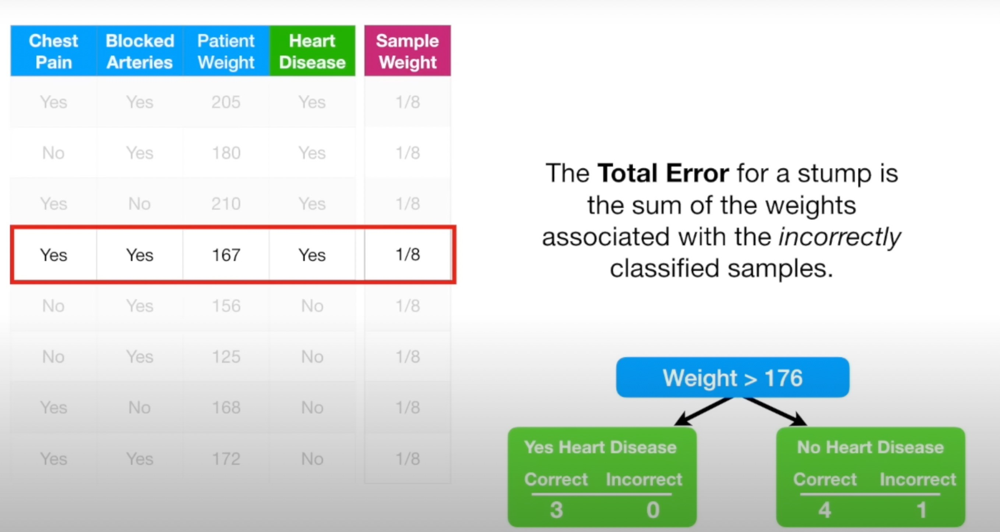 Chest Pain Blocked Arteries Patient Weight Heart Disease Sample Weight
Yes Yes 205 Yes 1/8
No Yes 180 Yes 1/8
Yes No 210 Yes 1/8
Yes Yes 167 Yes 1/8
No Yes 156 No 1/8
No Yes 125 No 1/8
Yes No 168 No 1/8
Yes Yes 172 No 1/8
The Total Error for a stump is
the sum of the weights
associated with the incorrectly
classified samples.
Weight > 176
Yes Heart Disease
Correct Incorrect
3 0
No Heart Disease
Correct Incorrect
4 1